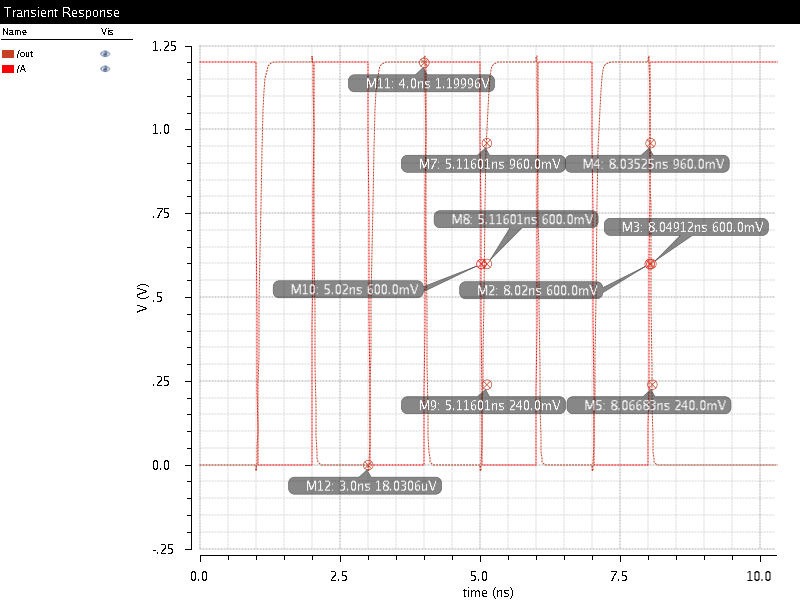 Transient Response
Name Vis
/out
/A
1.25
1.0
.75
.5
.25
0.0
-.25
V (V)
M11: 4.0ns 1.19996V
M7: 5.11601ns 960.0mV
M4: 8.03525ns 960.0mV
M8: 5.11601ns 600.0mV
M3: 8.04912ns 600.0mV
M10: 5.02ns 600.0mV
M2: 8.02ns 600.0mV
M9: 5.11601ns 240.0mV
M5: 8.06683ns 240.0mV
M12: 3.0ns 18.0306uV
0.0 2.5 5.0 7.5 10.0
time (ns)